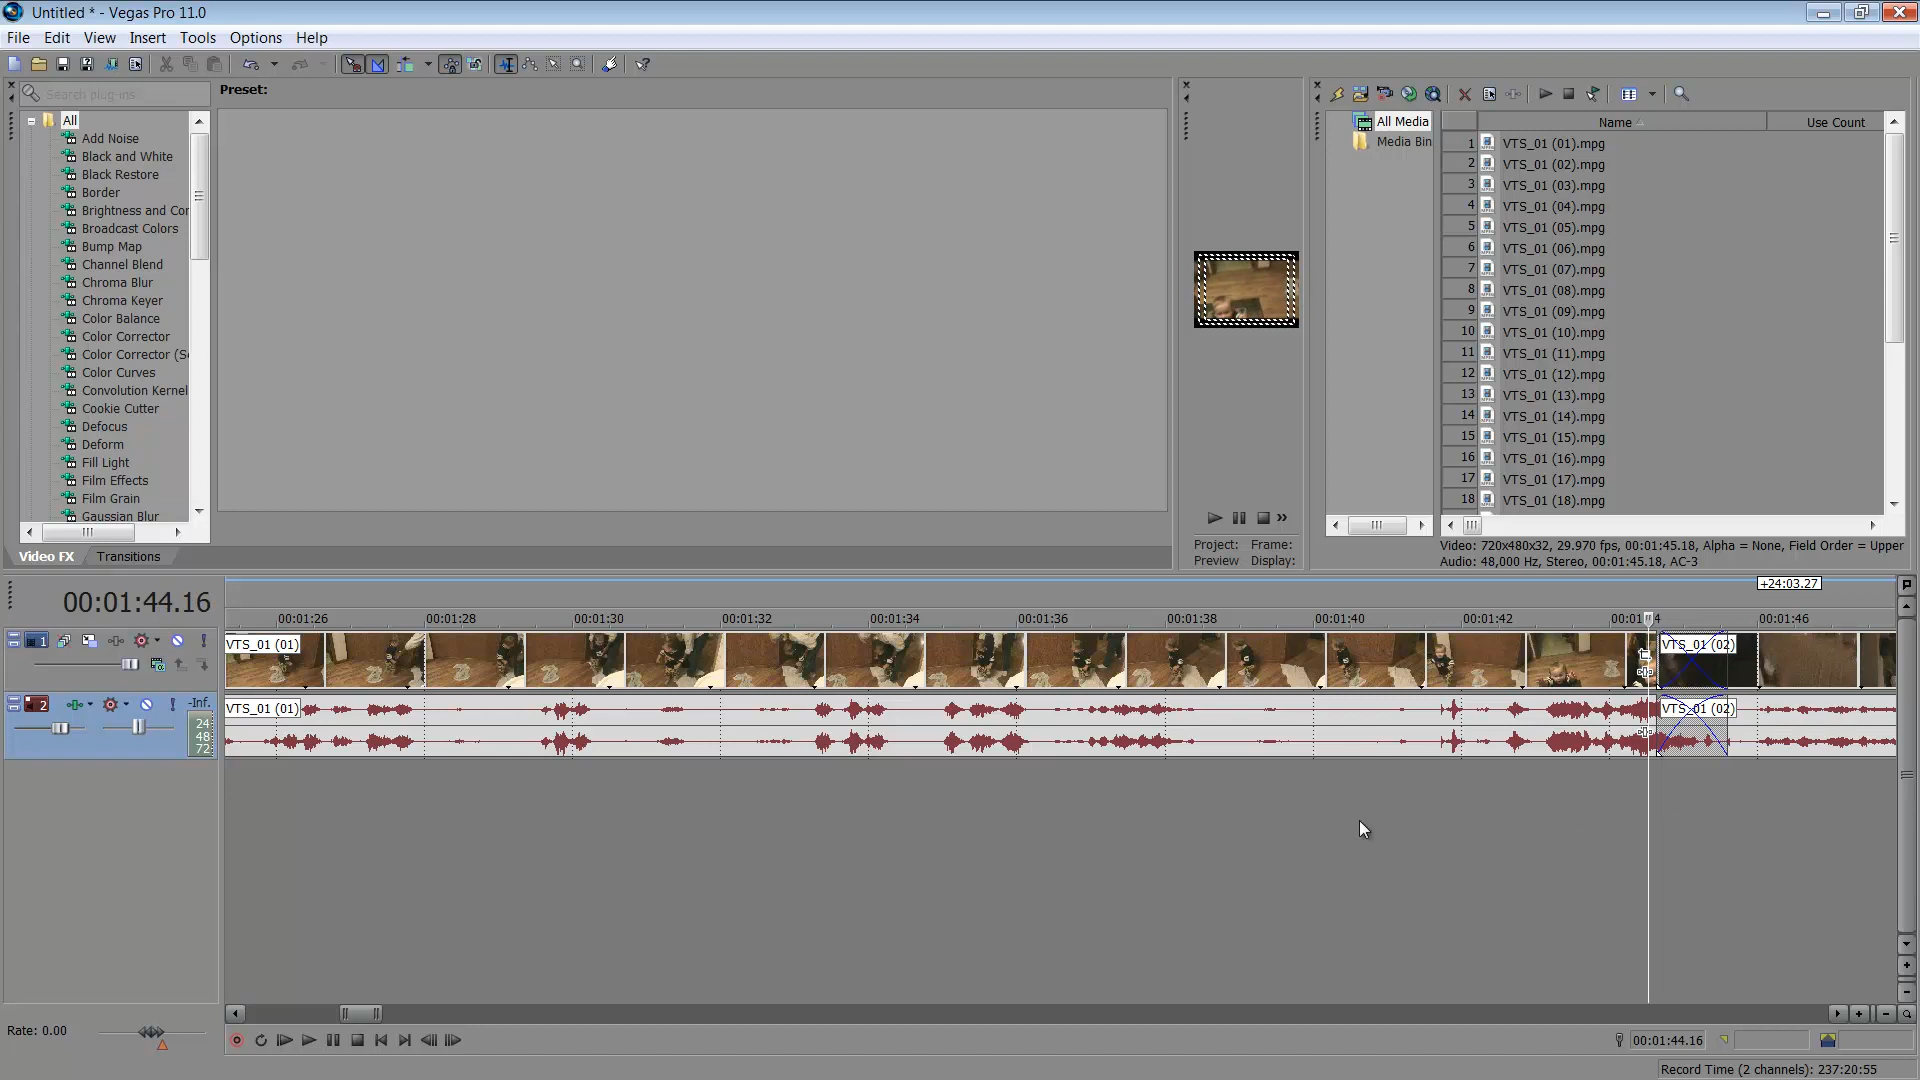 Untitled * - Vegas Pro 11.0
File Edit View Insert Tools Options Help
Search plug-ins
Preset:
All
Add Noise
Black and White
Black Restore
Border
Brightness and Cor
Broadcast Colors
Bump Map
Channel Blend
Chroma Blur
Chroma Keyer
Color Balance
Color Corrector
Color Corrector (Se
Color Curves
Convolution Kernel
Cookie Cutter
Defocus
Deform
Fill Light
Film Effects
Film Grain
Gaussian Blur
Video FX Transitions
Project: Frame:
Preview Display:
All Media
Media Bin
Name Use Count
1 VTS_01 (01).mpg
2 VTS_01 (02).mpg
3 VTS_01 (03).mpg
4 VTS_01 (04).mpg
5 VTS_01 (05).mpg
6 VTS_01 (06).mpg
7 VTS_01 (07).mpg
8 VTS_01 (08).mpg
9 VTS_01 (09).mpg
10 VTS_01 (10).mpg
11 VTS_01 (11).mpg
12 VTS_01 (12).mpg
13 VTS_01 (13).mpg
14 VTS_01 (14).mpg
15 VTS_01 (15).mpg
16 VTS_01 (16).mpg
17 VTS_01 (17).mpg
18 VTS_01 (18).mpg
Video: 720x480x32, 29.970 fps, 00:01:45.18, Alpha = None, Field Order = Upper
Audio: 48,000 Hz, Stereo, 00:01:45.18, AC-3
+24:03.27
00:01:44.16
00:01:26 00:01:28 00:01:30 00:01:32 00:01:34 00:01:36 00:01:38 00:01:40 00:01:42 00:01:4 00:01:46
1
VTS_01 (01) VTS_01 (02)
2 -Inf.
24
48
72
VTS_01 (01) VTS_01 (02)
Rate: 0.00
00:01:44.16
Record Time (2 channels): 237:20:55